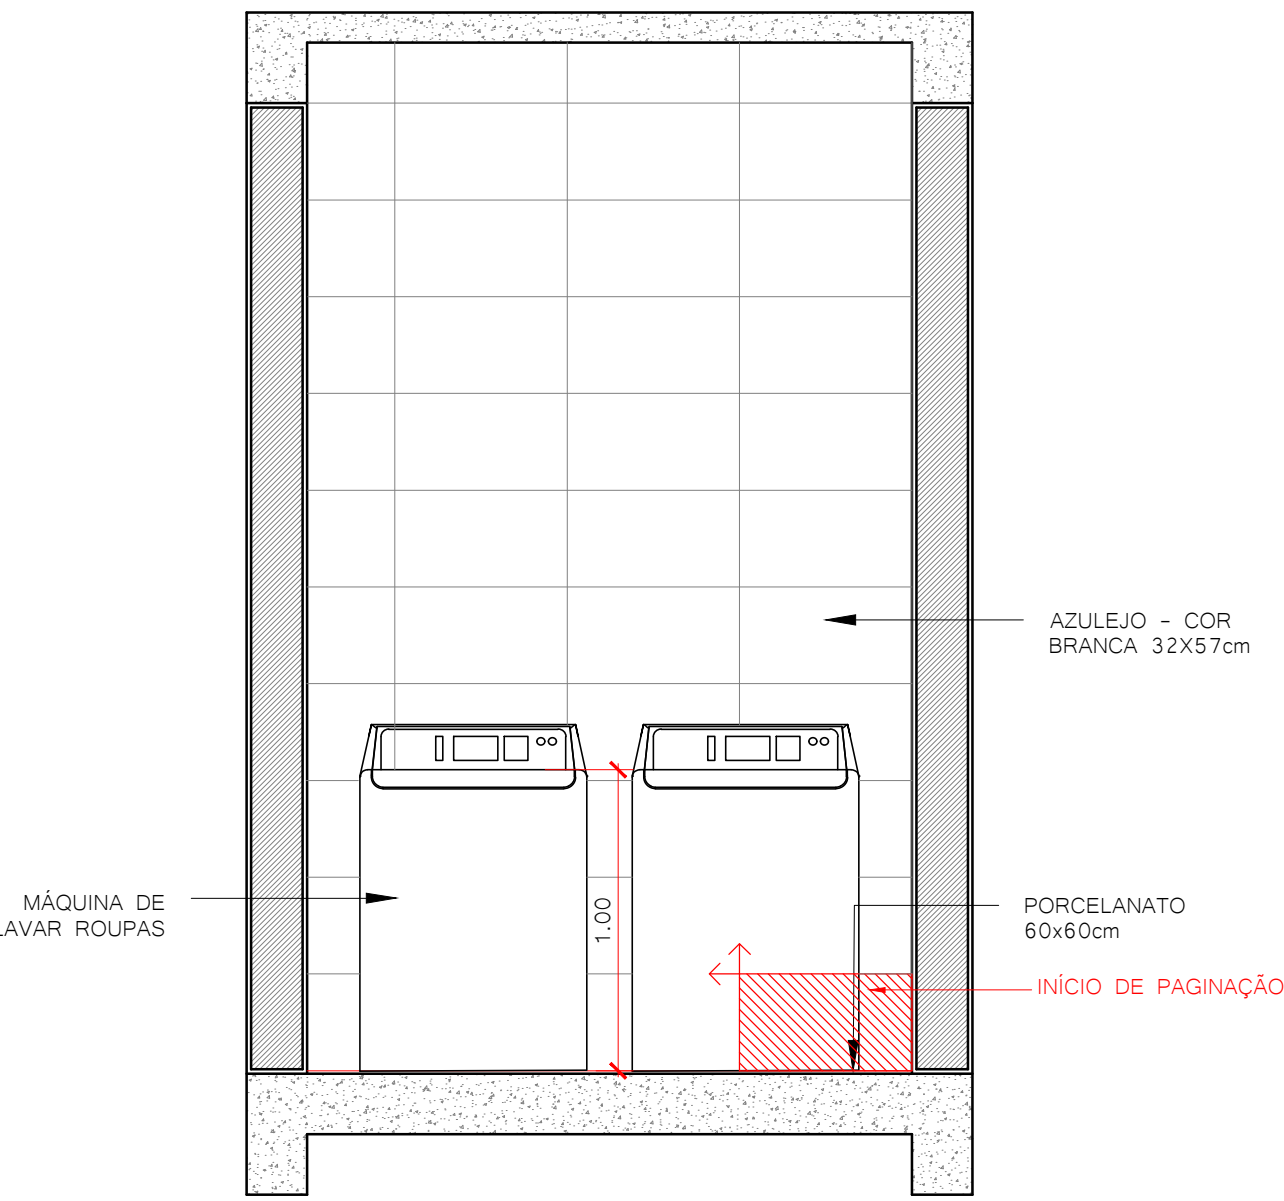 AZULEJO - COR
BRANCA 32X57cm
MÁQUINA DE
LAVAR ROUPAS
1.00
PORCELANATO
60x60cm
INÍCIO DE PAGINAÇÃO